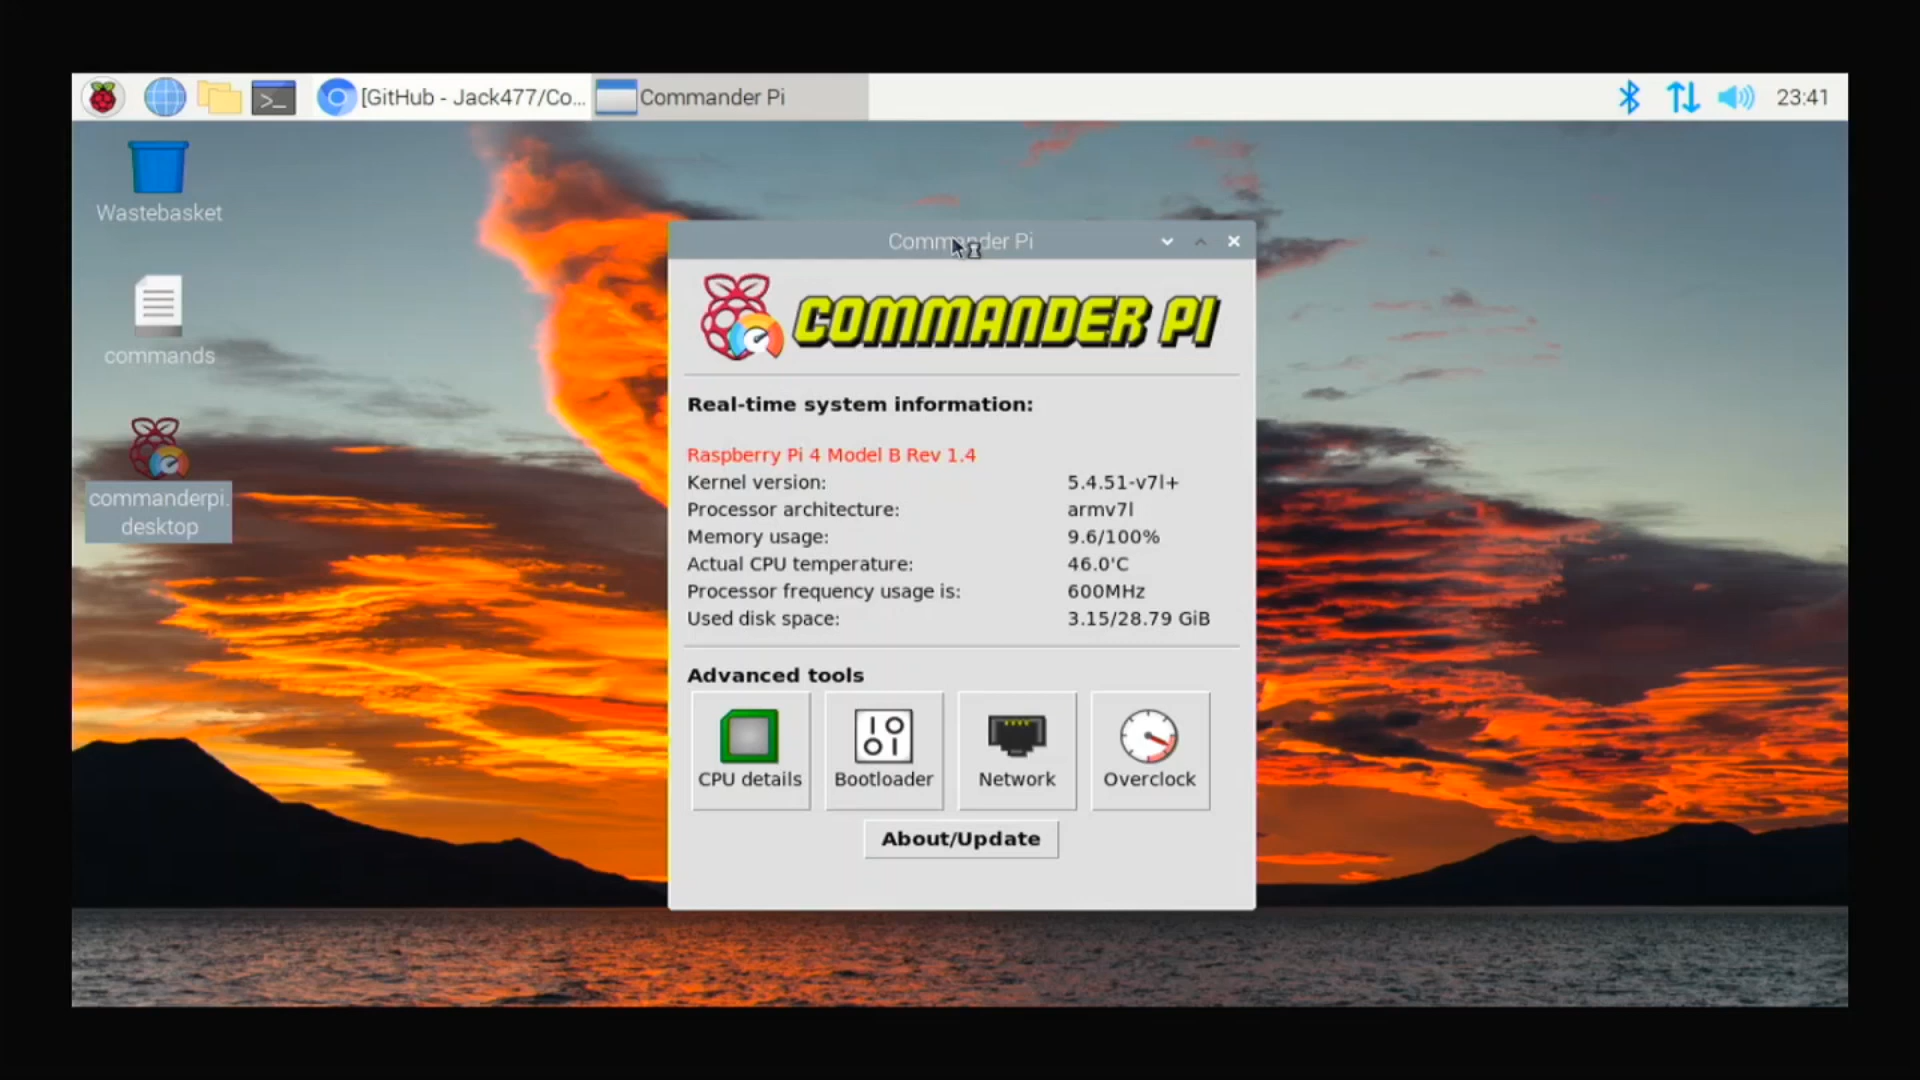 [GitHub - Jack477/Co...
Commander Pi
23:41
Wastebasket
commands
commanderpi.
desktop
Commander Pi
COMMANDER PI
Real-time system information:
Raspberry Pi 4 Model B Rev 1.4
Kernel version: 5.4.51-v7l+
Processor architecture: armv7l
Memory usage: 9.6/100%
Actual CPU temperature: 46.0'C
Processor frequency usage is: 600MHz
Used disk space: 3.15/28.79 GiB
Advanced tools
CPU details
Bootloader
Network
Overclock
About/Update